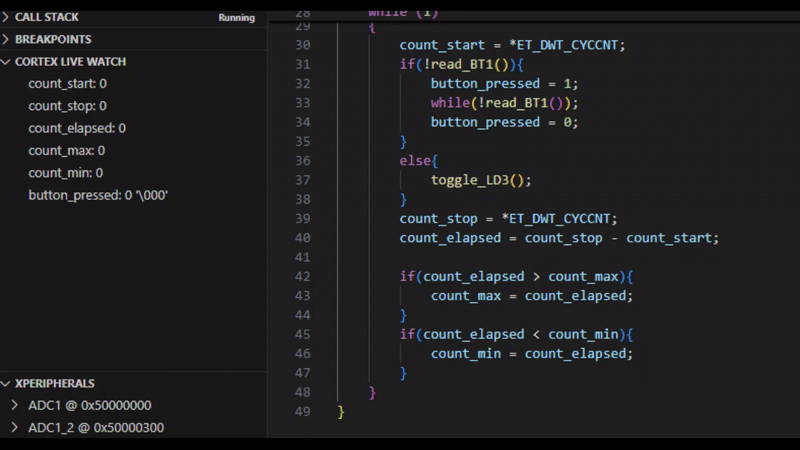 CALL STACK Running
BREAKPOINTS
CORTEX LIVE WATCH
count_start: 0
count_stop: 0
count_elapsed: 0
count_max: 0
count_min: 0
button_pressed: 0 '\000'
XPERIPHERALS
ADC1 @ 0x50000000
ADC1_2 @ 0x50000300
28 while (1)
29 {
30 count_start = *ET_DWT_CYCCNT;
31 if(!read_BT1()){
32 button_pressed = 1;
33 while(!read_BT1());
34 button_pressed = 0;
35 }
36 else{
37 toggle_LD3();
38 }
39 count_stop = *ET_DWT_CYCCNT;
40 count_elapsed = count_stop - count_start;
41
42 if(count_elapsed > count_max){
43 count_max = count_elapsed;
44 }
45 if(count_elapsed < count_min){
46 count_min = count_elapsed;
47 }
48 }
49 }